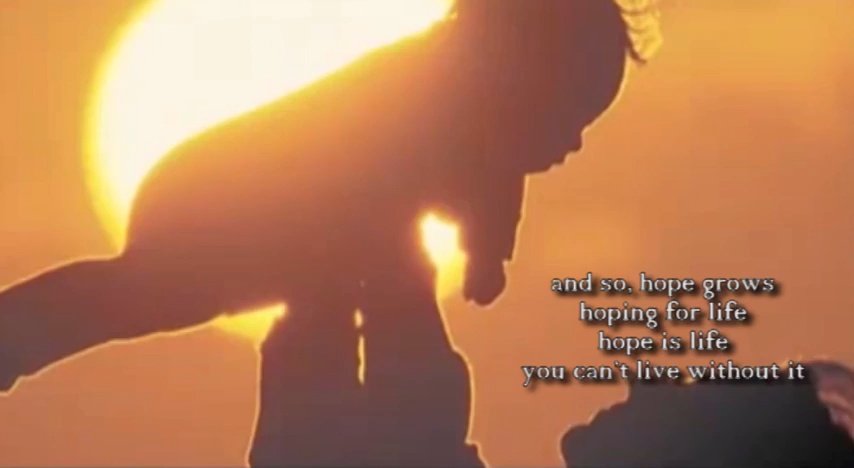 and so, hope grows
hoping for life
hope is life
you can't live without it